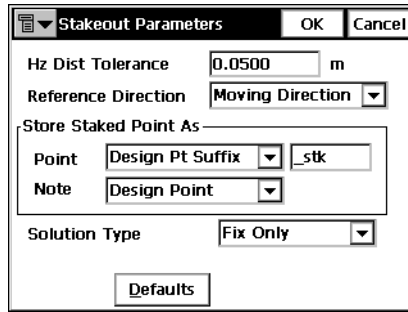 Stakeout Parameters OK Cancel
Hz Dist Tolerance 0.0500 m
Reference Direction Moving Direction
Store Staked Point As
Point Design Pt Suffix _stk
Note Design Point
Solution Type Fix Only
Defaults